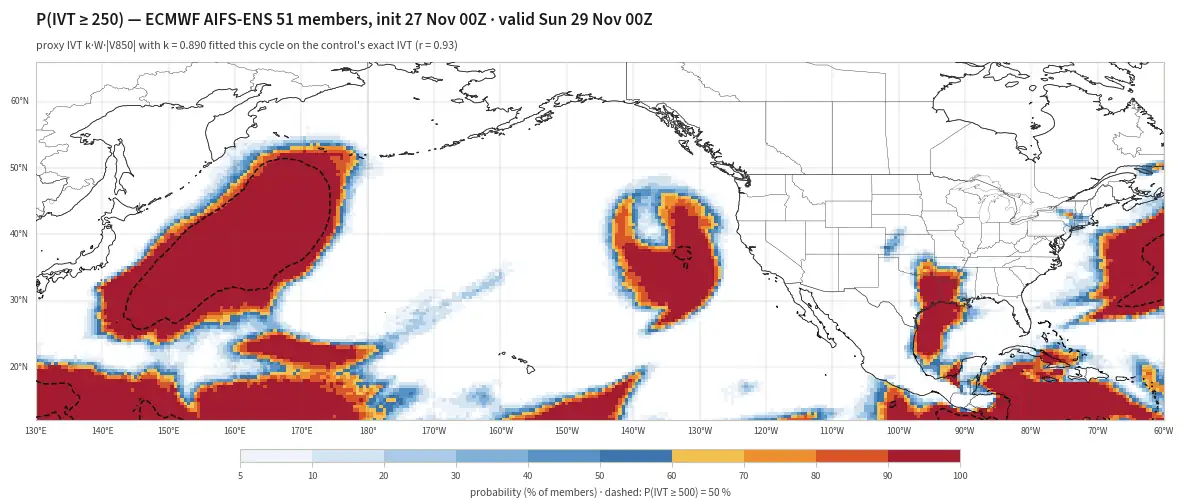 P(IVT ≥ 250) — ECMWF AIFS-ENS 51 members, init 27 Nov 00Z · valid Sun 29 Nov 00Z
proxy IVT k·W·|V850| with k = 0.890 fitted this cycle on the control's exact IVT (r = 0.93)
60°N
50°N
40°N
30°N
20°N
130°E 140°E 150°E 160°E 170°E 180° 170°W 160°W 150°W 140°W 130°W 120°W 110°W 100°W 90°W 80°W 70°W 60°W
5 10 20 30 40 50 60 70 80 90 100
probability (% of members) · dashed: P(IVT ≥ 500) = 50 %